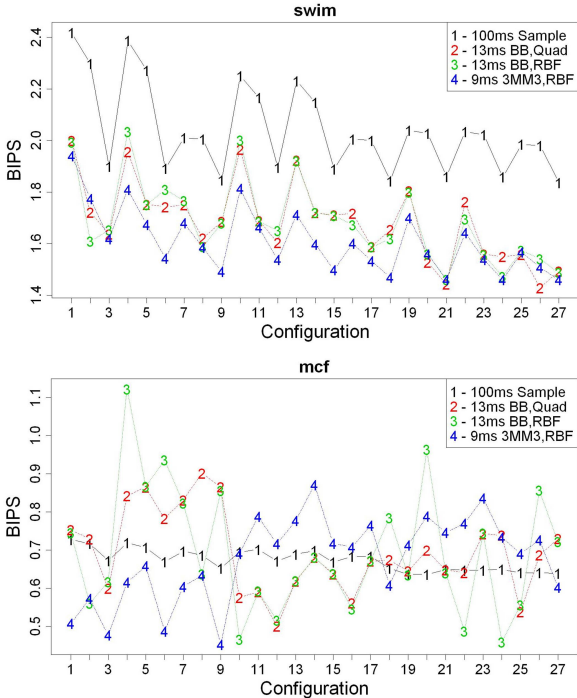 swim
2.4
2.2
2.0
1.8
1.6
1.4
BIPS
1 - 100ms Sample
2 - 13ms BB,Quad
3 - 13ms BB,RBF
4 - 9ms 3MM3,RBF
1 3 5 7 9 11 13 15 17 19 21 23 25 27
Configuration
mcf
1.1
1.0
0.9
0.8
0.7
0.6
0.5
BIPS
1 - 100ms Sample
2 - 13ms BB,Quad
3 - 13ms BB,RBF
4 - 9ms 3MM3,RBF
1 3 5 7 9 11 13 15 17 19 21 23 25 27
Configuration